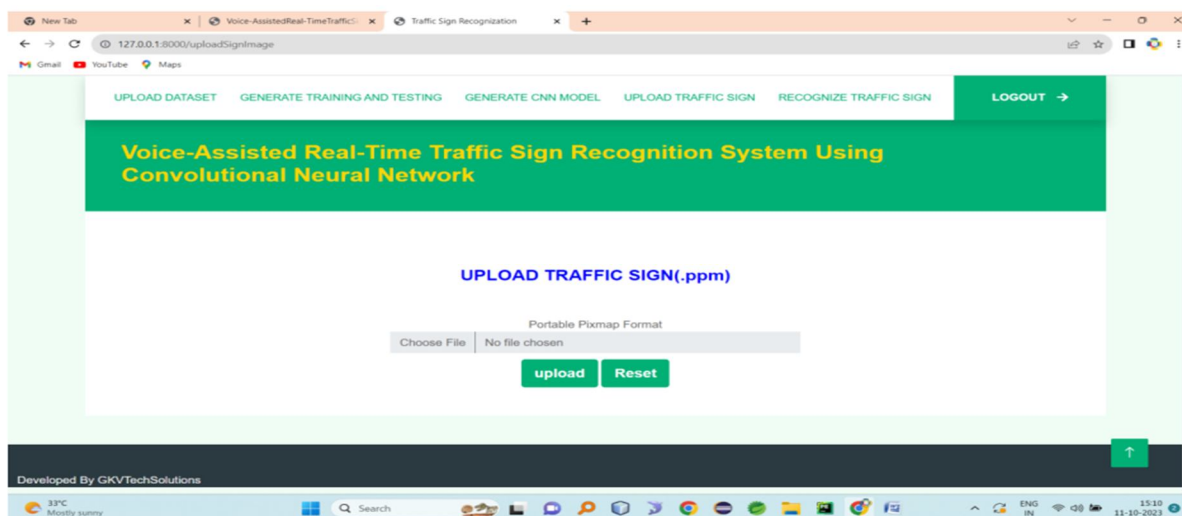 New Tab
Voice-AssistedReal-TimeTrafficSi
Traffic Sign Recognization
127.0.0.1:8000/uploadSignImage
Gmail YouTube Maps
UPLOAD DATASET GENERATE TRAINING AND TESTING GENERATE CNN MODEL UPLOAD TRAFFIC SIGN RECOGNIZE TRAFFIC SIGN LOGOUT →
Voice-Assisted Real-Time Traffic Sign Recognition System Using
Convolutional Neural Network
UPLOAD TRAFFIC SIGN(.ppm)
Portable Pixmap Format
Choose File No file chosen
upload Reset
Developed By GKVTechSolutions
33°C
Mostly sunny
Search
ENG
IN
15:10
11-10-2023
2